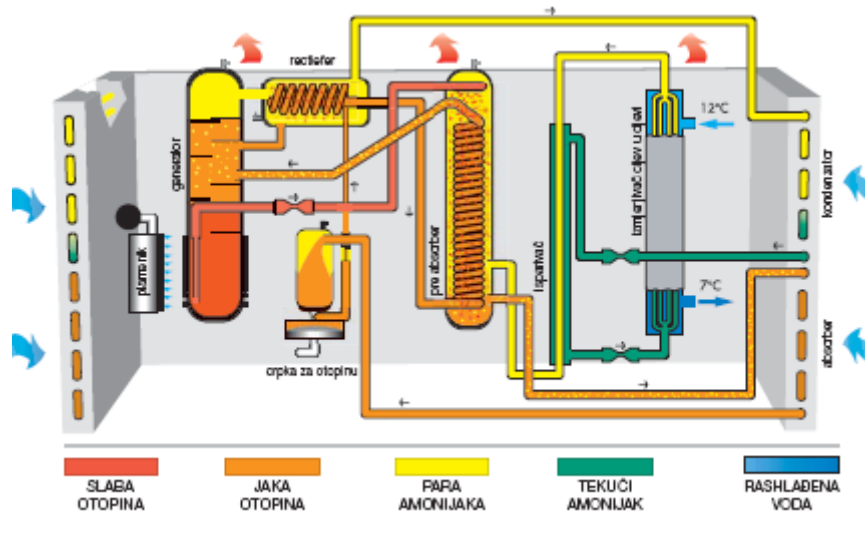 rectiefer
generator
plamenik
crpka za otopinu
pre absorber
Isparivač
Izmjenjivač cijev u cijevi
12°C
7°C
kondenzator
absorber
SLABA
OTOPINA
JAKA
OTOPINA
PARA
AMONIJAKA
TEKUĆI
AMONIJAK
RASHLAĐENA
VODA